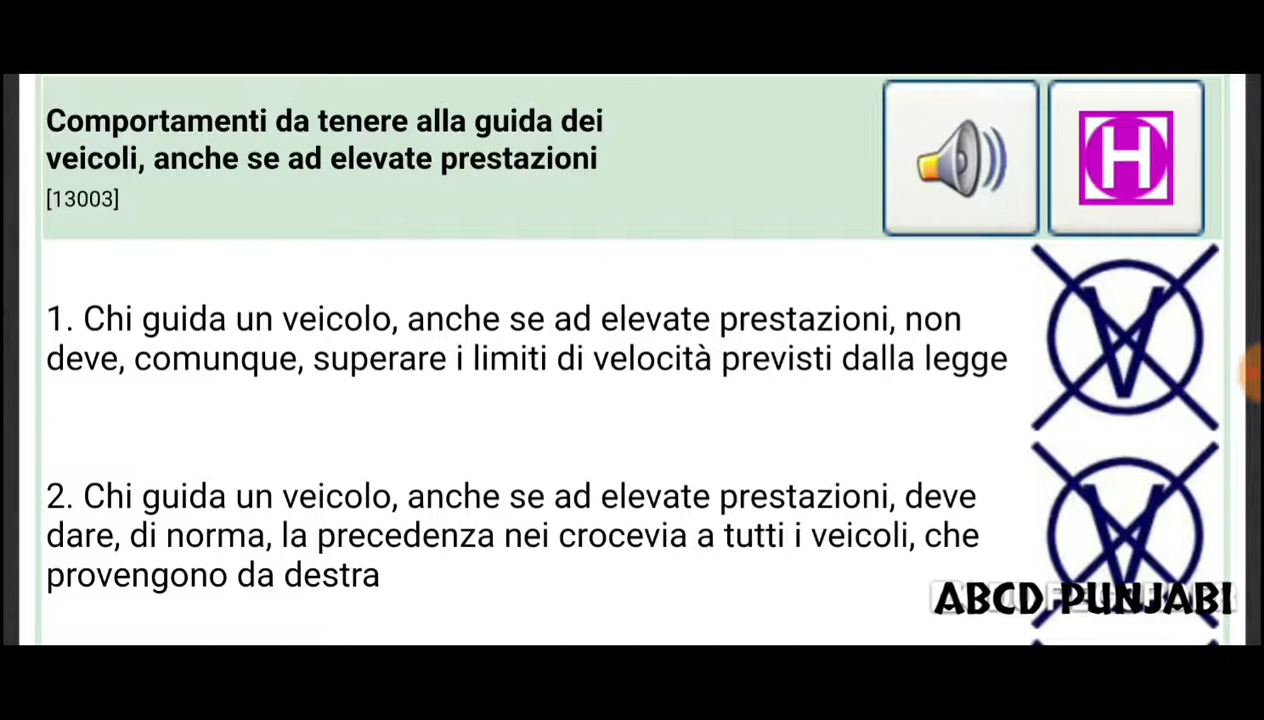 Comportamenti da tenere alla guida dei
veicoli, anche se ad elevate prestazioni
[13003]
H
1. Chi guida un veicolo, anche se ad elevate prestazioni, non
deve, comunque, superare i limiti di velocità previsti dalla legge
V
2. Chi guida un veicolo, anche se ad elevate prestazioni, deve
dare, di norma, la precedenza nei crocevia a tutti i veicoli, che
provengono da destra
V
ABCD PUNJABI